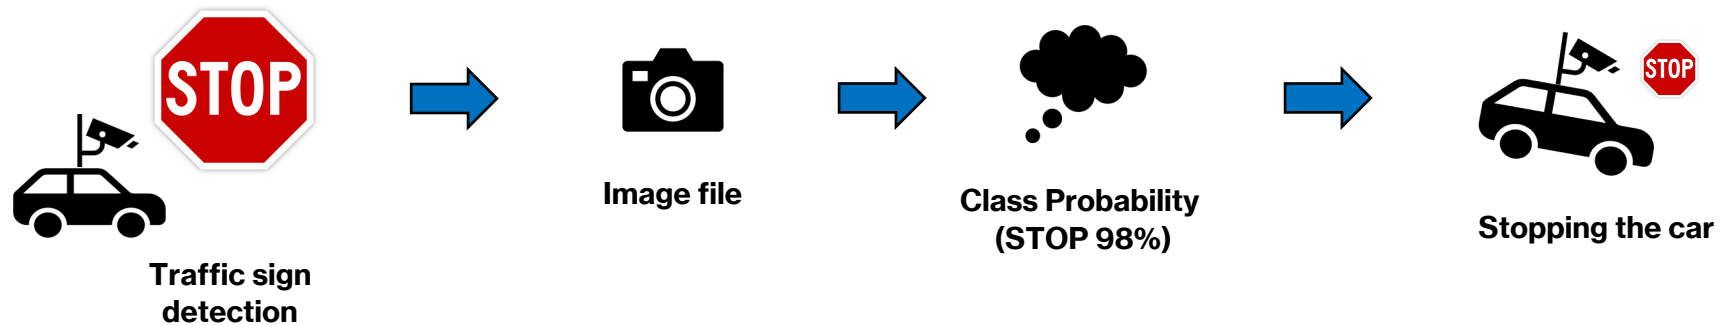 STOP
Traffic sign
detection
Image file
Class Probability
(STOP 98%)
STOP
Stopping the car